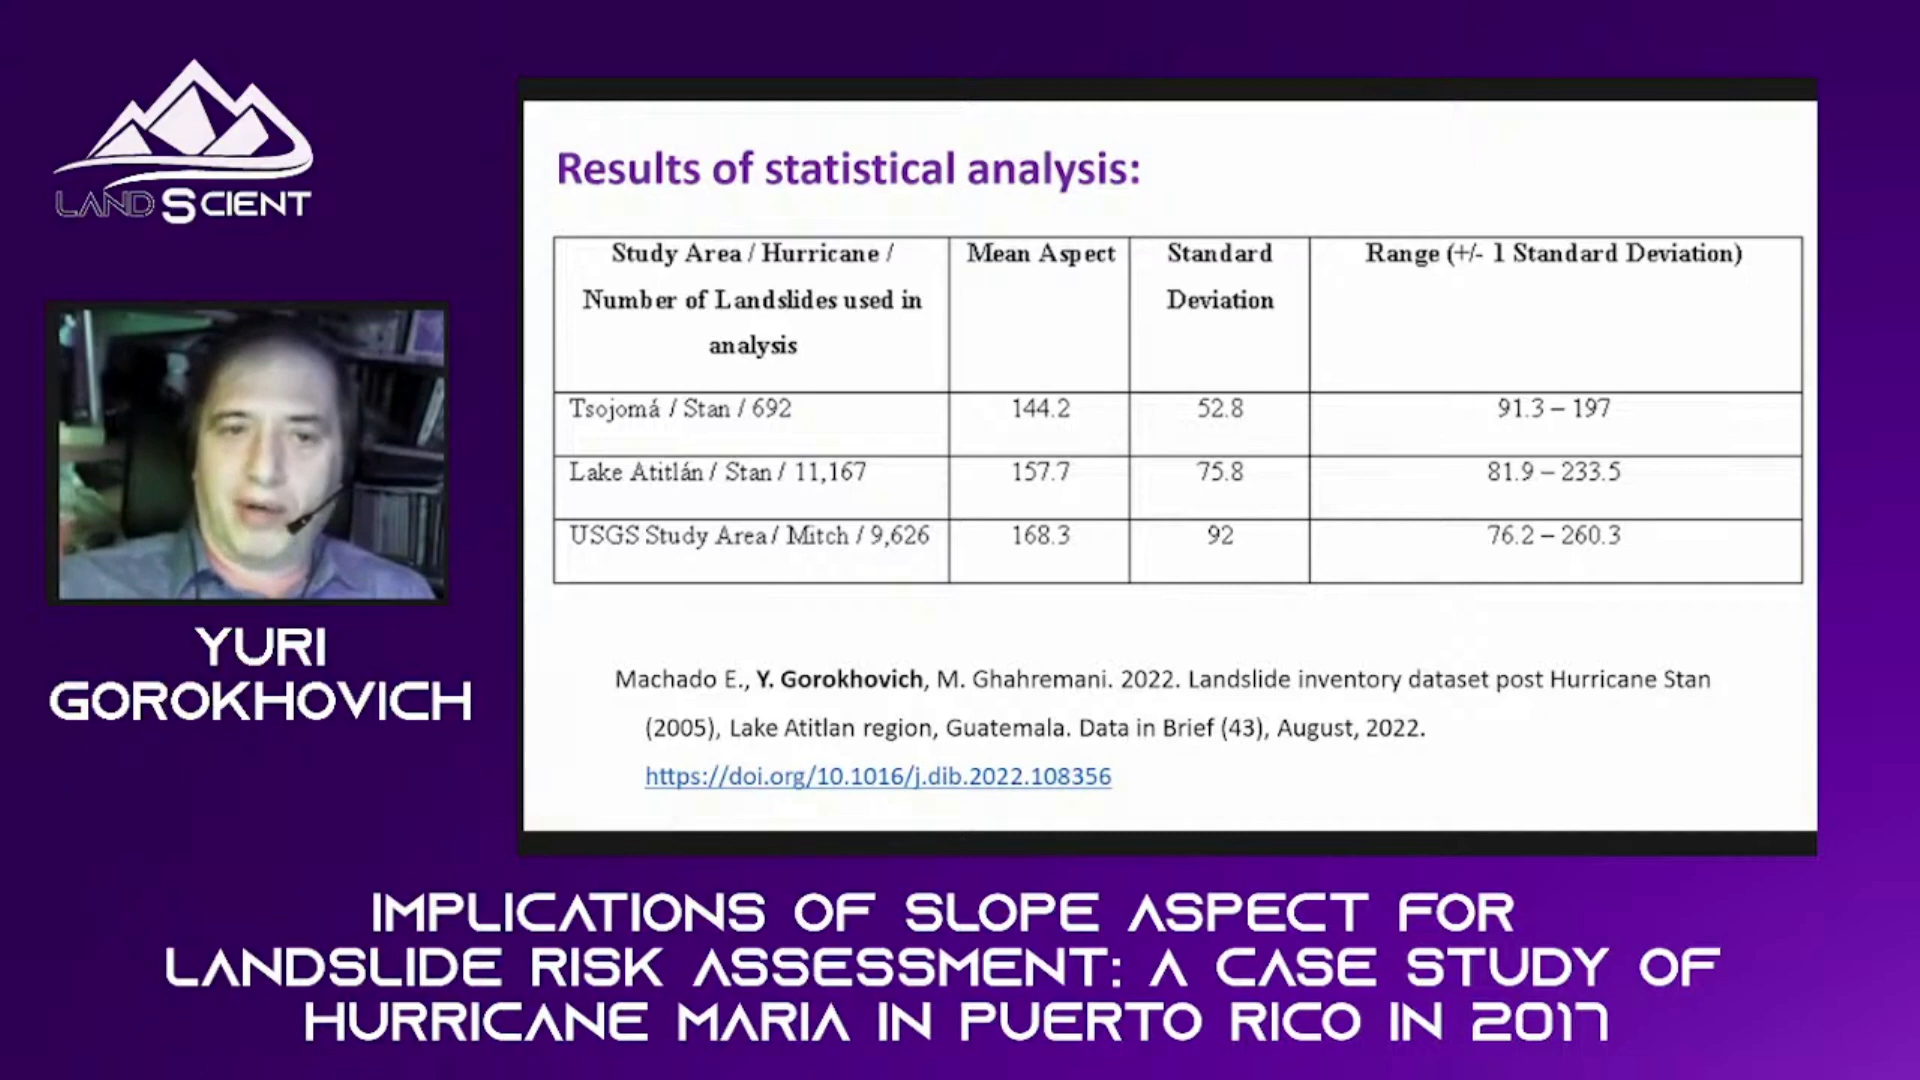 LANDSCIENT
Results of statistical analysis:
Study Area / Hurricane /
Number of Landslides used in
analysis
Mean Aspect
Standard
Deviation
Range (+/- 1 Standard Deviation)
Tsojomá / Stan / 692
144.2
52.8
91.3 – 197
Lake Atitlán / Stan / 11,167
157.7
75.8
81.9 – 233.5
USGS Study Area / Mitch / 9,626
168.3
92
76.2 – 260.3
Machado E., Y. Gorokhovich, M. Ghahremani. 2022. Landslide inventory dataset post Hurricane Stan
(2005), Lake Atitlan region, Guatemala. Data in Brief (43), August, 2022.
https://doi.org/10.1016/j.dib.2022.108356
YURI
GOROKHOVICH
IMPLICATIONS OF SLOPE ASPECT FOR
LANDSLIDE RISK ASSESSMENT: A CASE STUDY OF
HURRICANE MARIA IN PUERTO RICO IN 2017